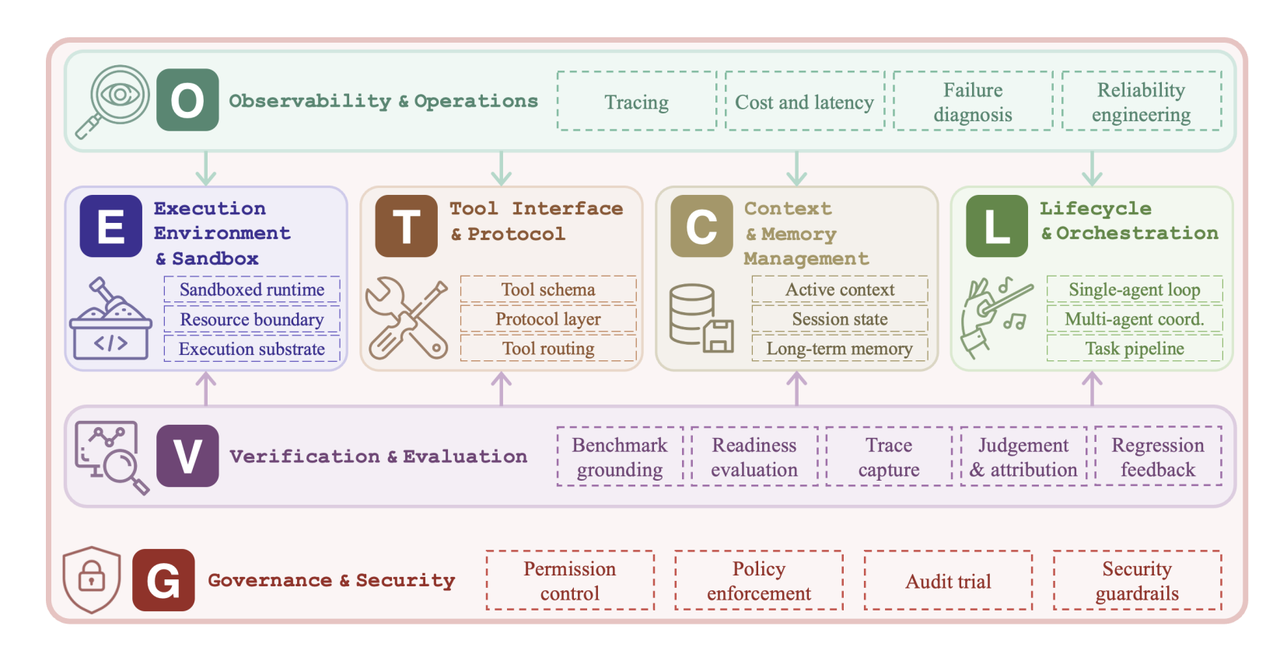 O
Observability & Operations
Tracing
Cost and latency
Failure
diagnosis
Reliability
engineering
E
Execution
Environment
& Sandbox
Sandboxed runtime
Resource boundary
Execution substrate
</>
T
Tool Interface
& Protocol
Tool schema
Protocol layer
Tool routing
C
Context
& Memory
Management
Active context
Session state
Long-term memory
L
Lifecycle
& Orchestration
Single-agent loop
Multi-agent coord.
Task pipeline
V
Verification & Evaluation
Benchmark
grounding
Readiness
evaluation
Trace
capture
Judgement
& attribution
Regression
feedback
G
Governance & Security
Permission
control
Policy
enforcement
Audit trial
Security
guardrails